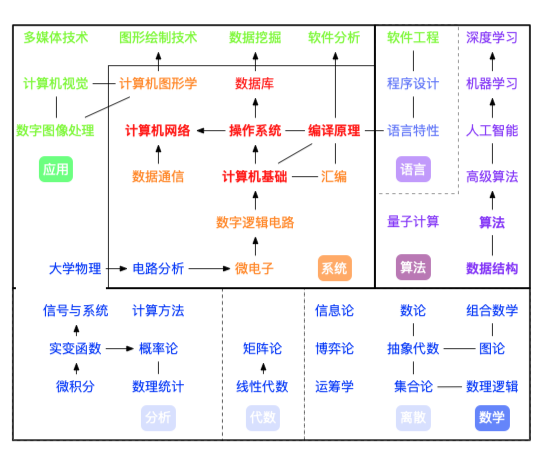 多媒体技术 图形绘制技术 数据挖掘 软件分析 软件工程 深度学习
计算机视觉 计算机图形学 数据库 程序设计 机器学习
数字图像处理 计算机网络 操作系统 编译原理 语言特性 人工智能
应用 数据通信 计算机基础 汇编 语言 高级算法
数字逻辑电路 量子计算 算法
大学物理 电路分析 微电子 系统 算法 数据结构
信号与系统 计算方法 信息论 数论 组合数学
实变函数 概率论 矩阵论 博弈论 抽象代数 图论
微积分 数理统计 线性代数 运筹学 集合论 数理逻辑
分析 代数 离散 数学